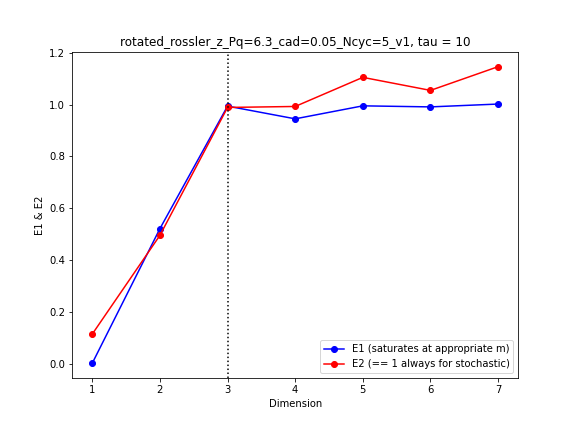 rotated_rossler_z_Pq=6.3_cad=0.05_Ncyc=5_v1, tau = 10
1.2
1.0
0.8
0.6
0.4
0.2
0.0
E1 & E2
E1 (saturates at appropriate m)
E2 (== 1 always for stochastic)
1 2 3 4 5 6 7
Dimension